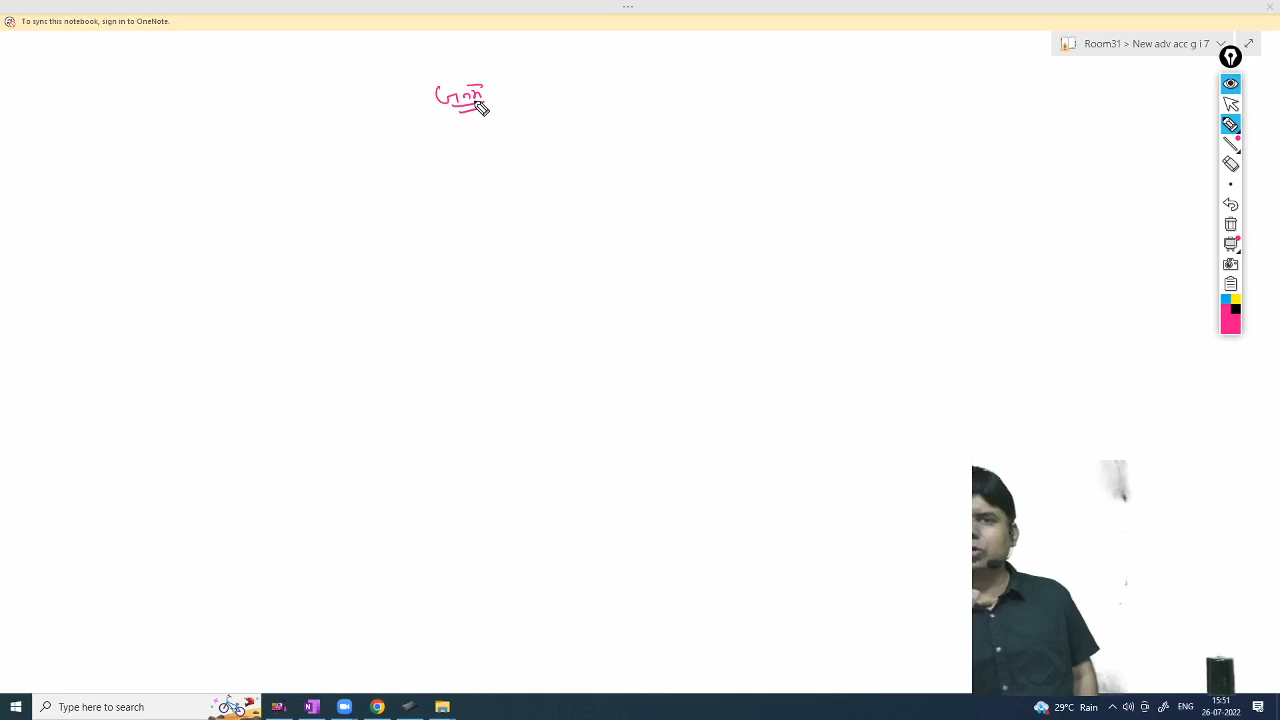 To sync this notebook, sign in to OneNote.
Room31 > New adv acc g i 7
Type here to search
29°C Rain
ENG
15:51
26-07-2022